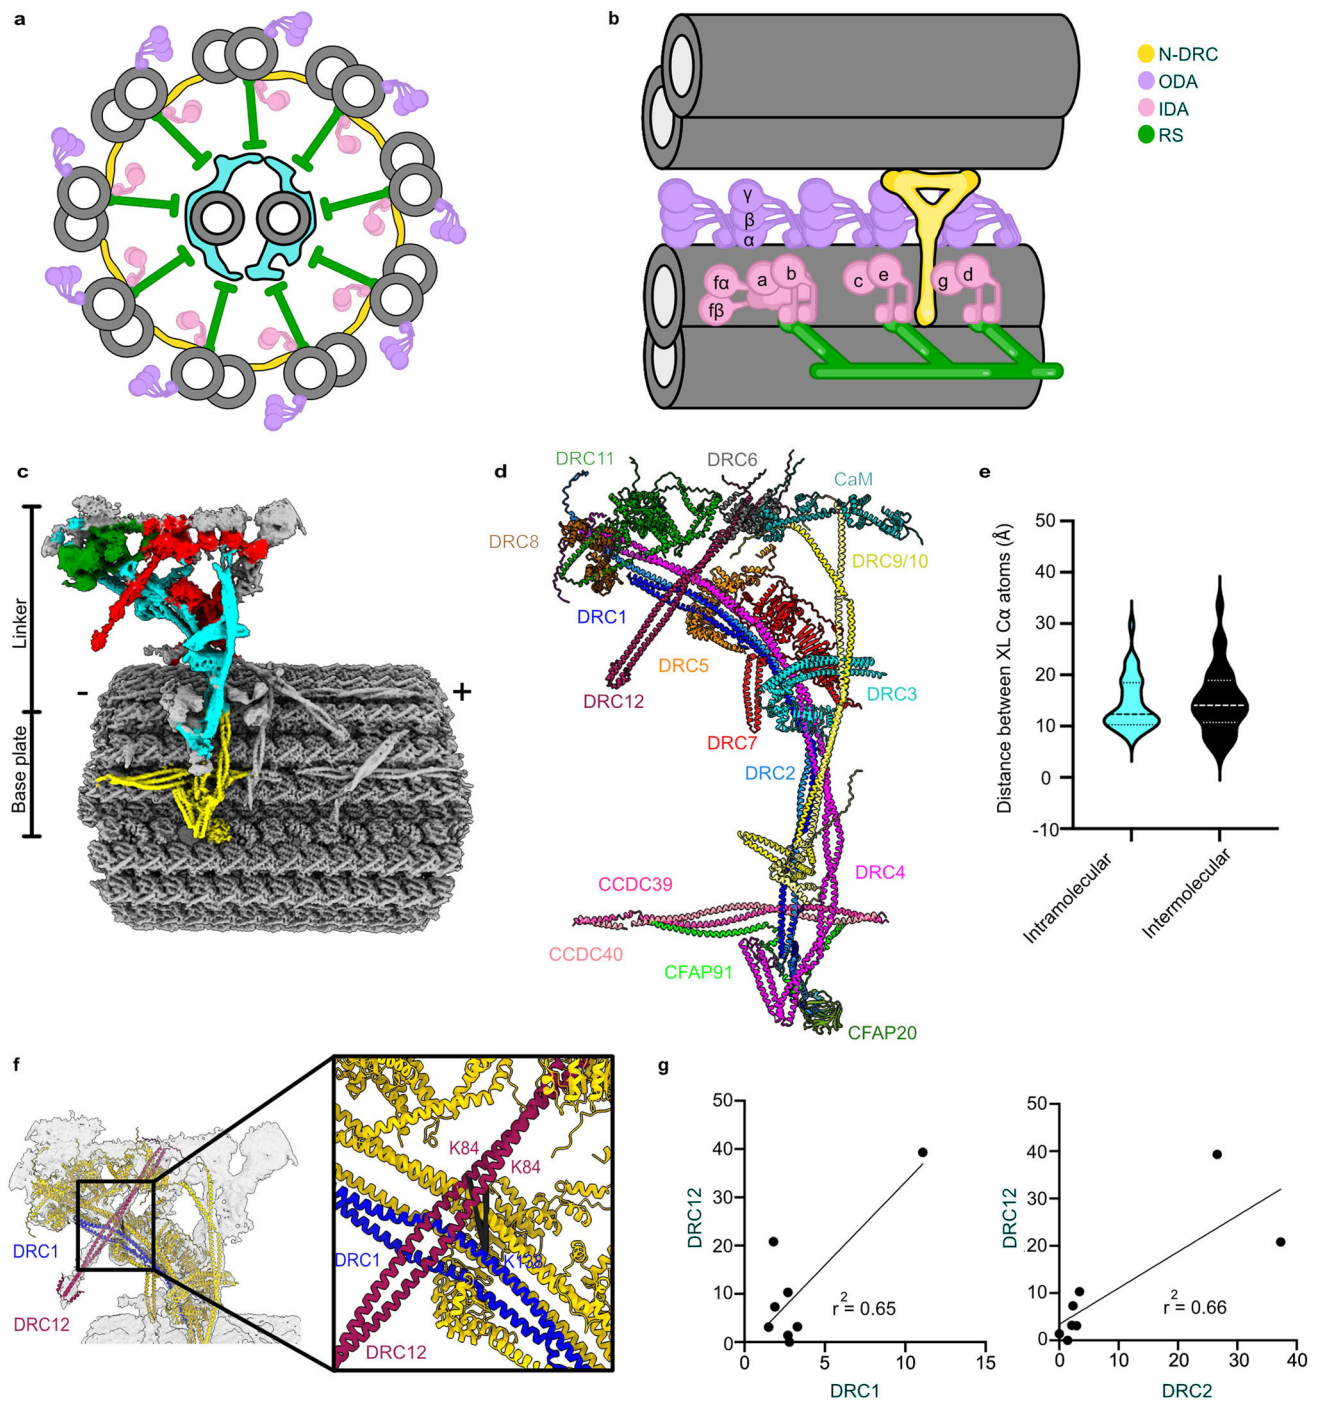 a
b
N-DRC
ODA
IDA
RS
γ
β
α
fα
fβ
a
b
c
e
g
d
c
Linker
Base plate
-
+
d
DRC11
DRC6
CaM
DRC8
DRC9/10
DRC1
DRC5
DRC3
DRC12
DRC7
DRC2
DRC4
CCDC39
CCDC40
CFAP91
CFAP20
e
Distance between XL Cα atoms (Å)
50
40
30
20
10
0
-10
Intramolecular
Intermolecular
f
DRC1
DRC12
K84
K84
DRC1
K138
DRC12
g
DRC12
50
40
30
20
10
0
0 5 10 15
r2 = 0.65
DRC1
DRC12
50
40
30
20
10
0
0 10 20 30 40
r2 = 0.66
DRC2